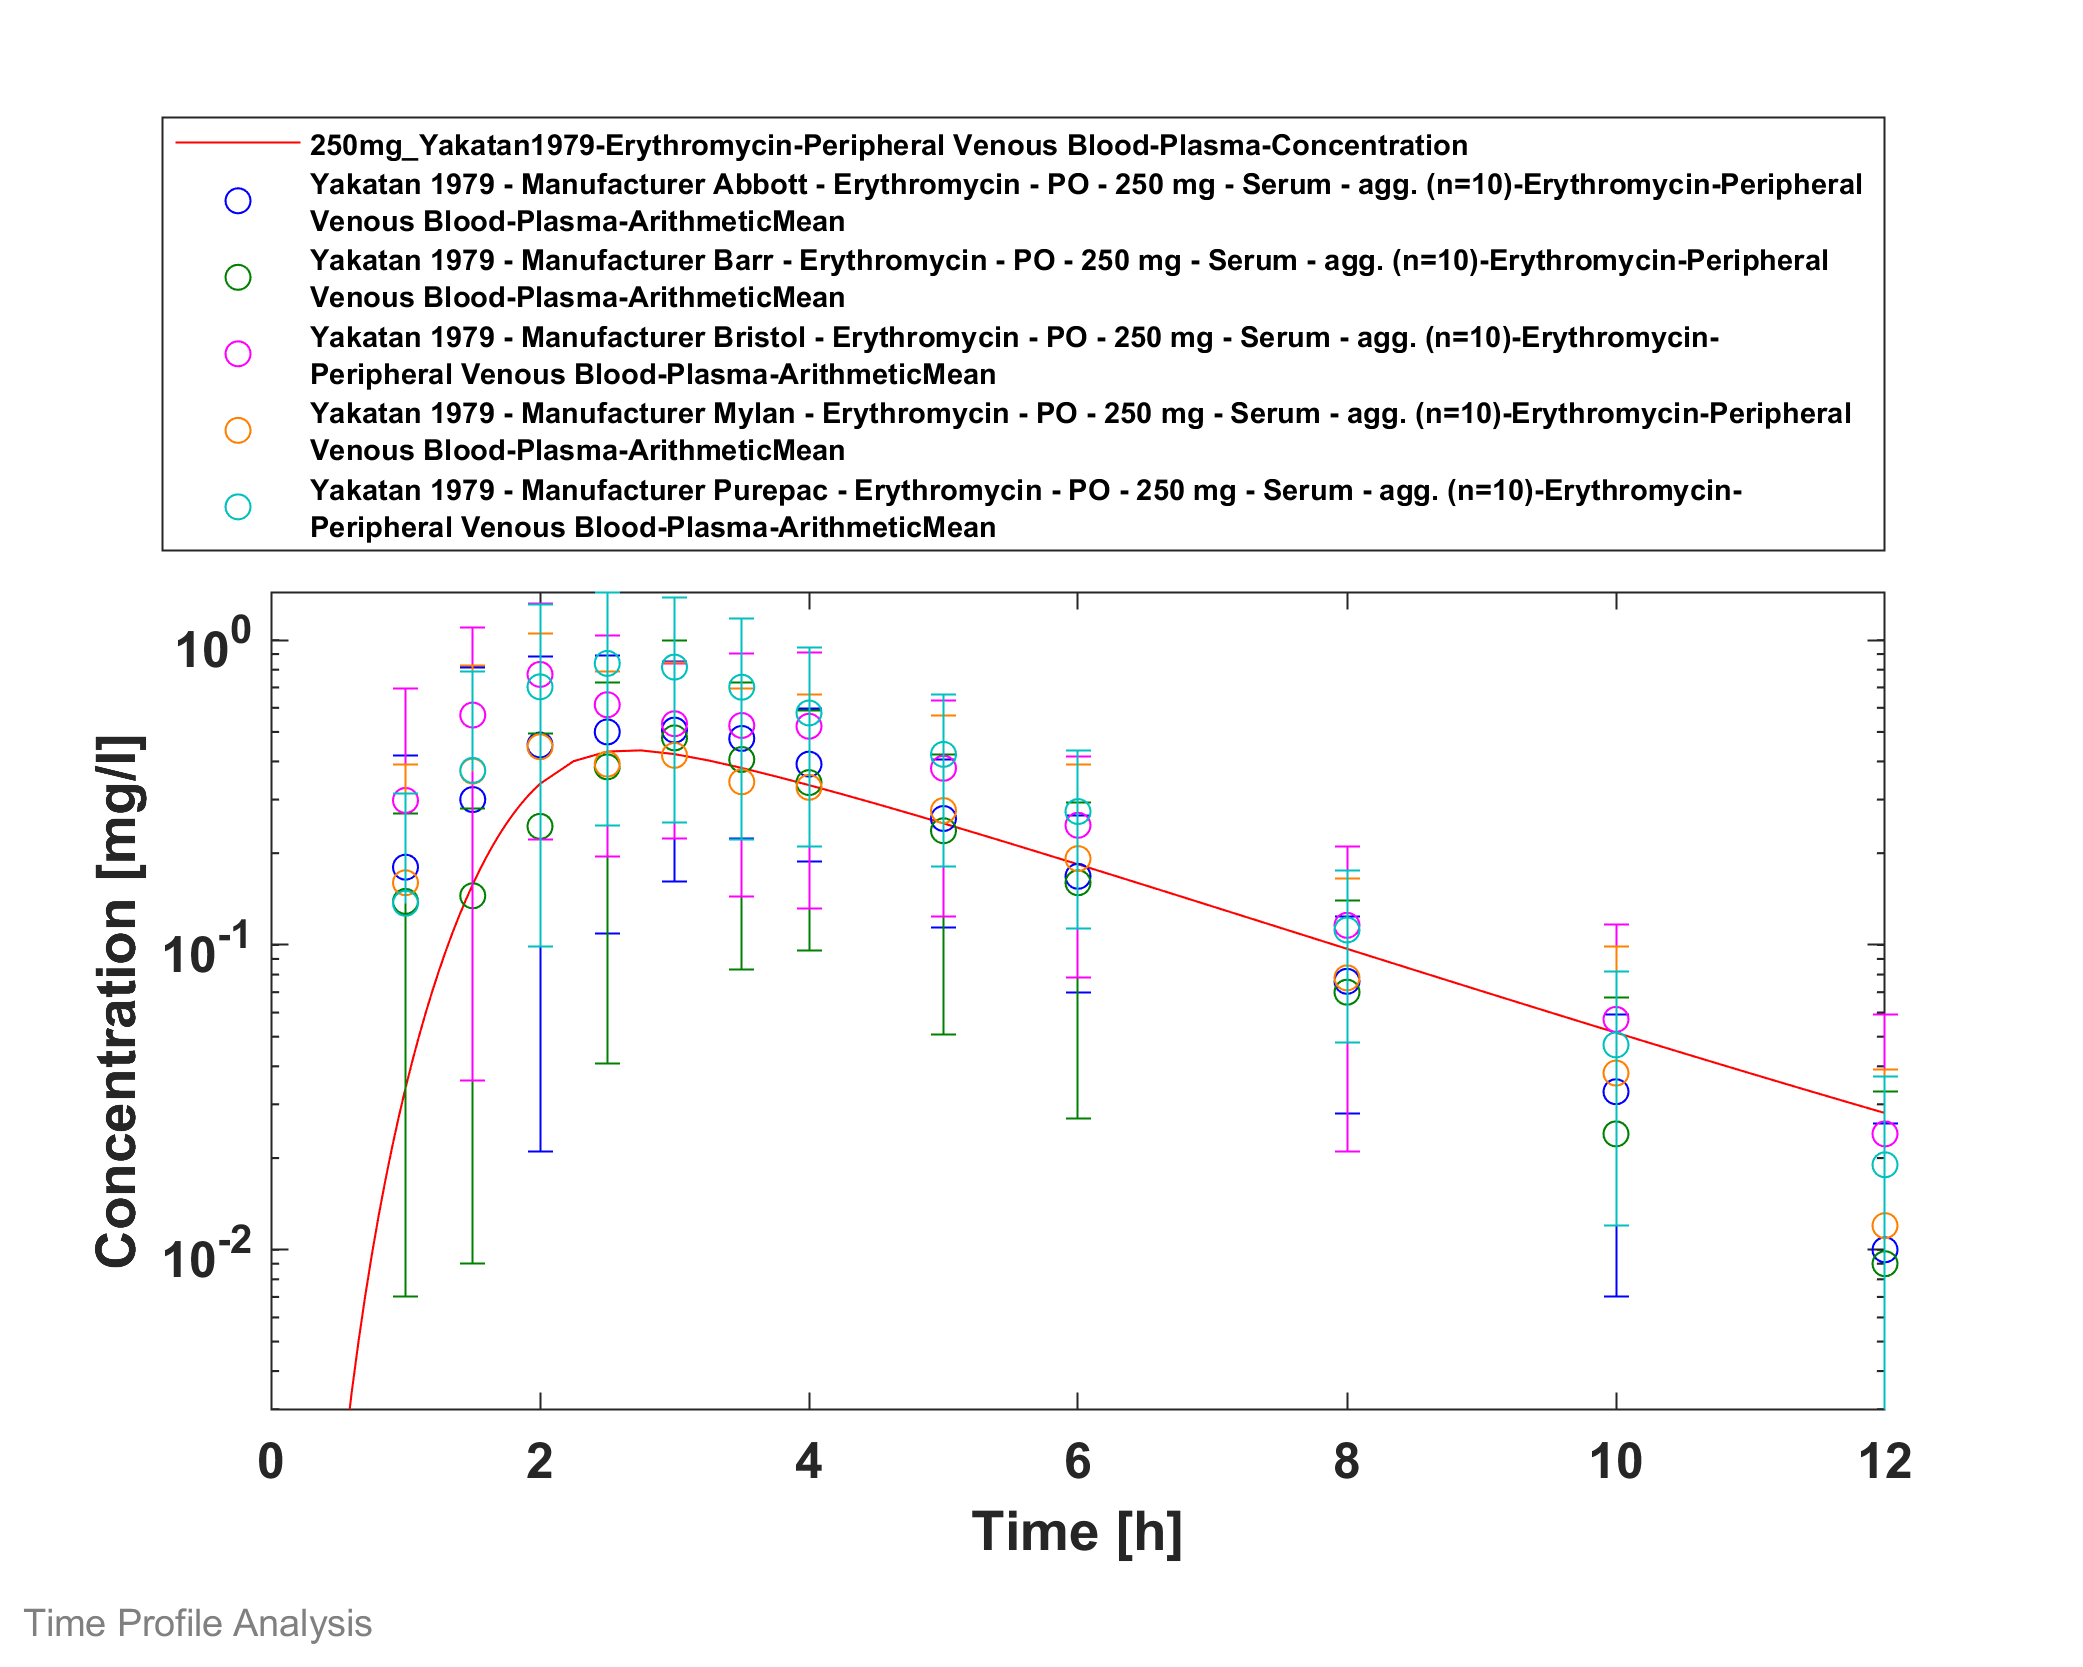 250mg_Yakatan1979-Erythromycin-Peripheral Venous Blood-Plasma-Concentration
Yakatan 1979 - Manufacturer Abbott - Erythromycin - PO - 250 mg - Serum - agg. (n=10)-Erythromycin-Peripheral
Venous Blood-Plasma-ArithmeticMean
Yakatan 1979 - Manufacturer Barr - Erythromycin - PO - 250 mg - Serum - agg. (n=10)-Erythromycin-Peripheral
Venous Blood-Plasma-ArithmeticMean
Yakatan 1979 - Manufacturer Bristol - Erythromycin - PO - 250 mg - Serum - agg. (n=10)-Erythromycin-
Peripheral Venous Blood-Plasma-ArithmeticMean
Yakatan 1979 - Manufacturer Mylan - Erythromycin - PO - 250 mg - Serum - agg. (n=10)-Erythromycin-Peripheral
Venous Blood-Plasma-ArithmeticMean
Yakatan 1979 - Manufacturer Purepac - Erythromycin - PO - 250 mg - Serum - agg. (n=10)-Erythromycin-
Peripheral Venous Blood-Plasma-ArithmeticMean
Concentration [mg/l]
10^0
10^-1
10^-2
0 2 4 6 8 10 12
Time [h]
Time Profile Analysis